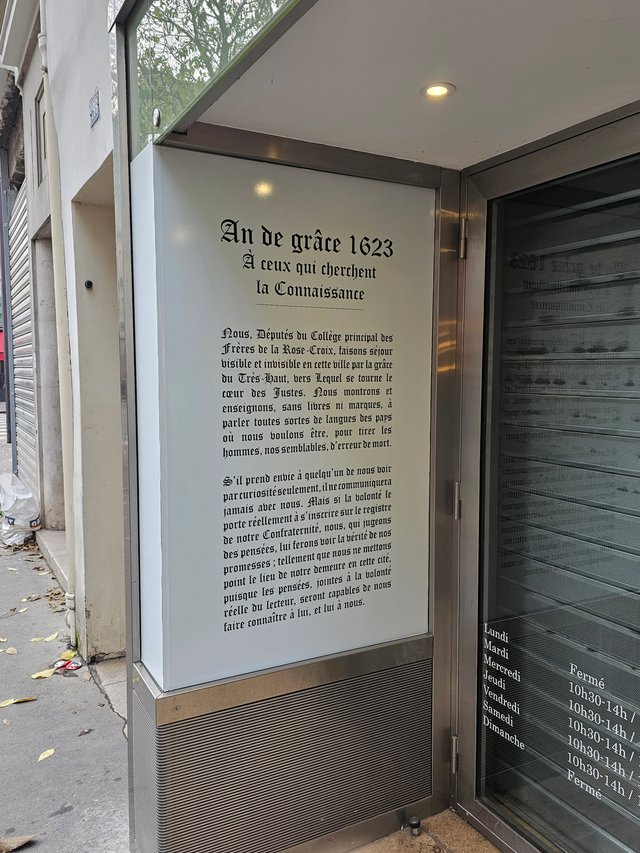 An de grâce 1623
À ceux qui cherchent
la Connaissance
Nous, Députés du Collège principal des
Frères de la Rose-Croix, faisons séjour
visible et invisible en cette ville par la grâce
du Très-Haut, vers Lequel se tourne le
cœur des Justes. Nous montrons et
enseignons, sans livres ni marques, à
parler toutes sortes de langues des pays
où nous voulons être, pour tirer les
hommes, nos semblables, d'erreur de mort.
S'il prend envie à quelqu'un de nous voir
par curiosité seulement, il ne communiquera
jamais avec nous. Mais si la volonté le
porte réellement à s'inscrire sur le registre
de notre Confraternité, nous, qui jugeons
des pensées, lui ferons voir la vérité de nos
promesses ; tellement que nous ne mettons
point le lieu de notre demeure en cette cité,
puisque les pensées, jointes à la volonté
réelle du lecteur, seront capables de nous
faire connaître à lui, et lui à nous.
Lundi Fermé
Mardi 10h30-14h /
Mercredi 10h30-14h /
Jeudi 10h30-14h /
Vendredi 10h30-14h /
Samedi 10h30-14h /
Dimanche Fermé